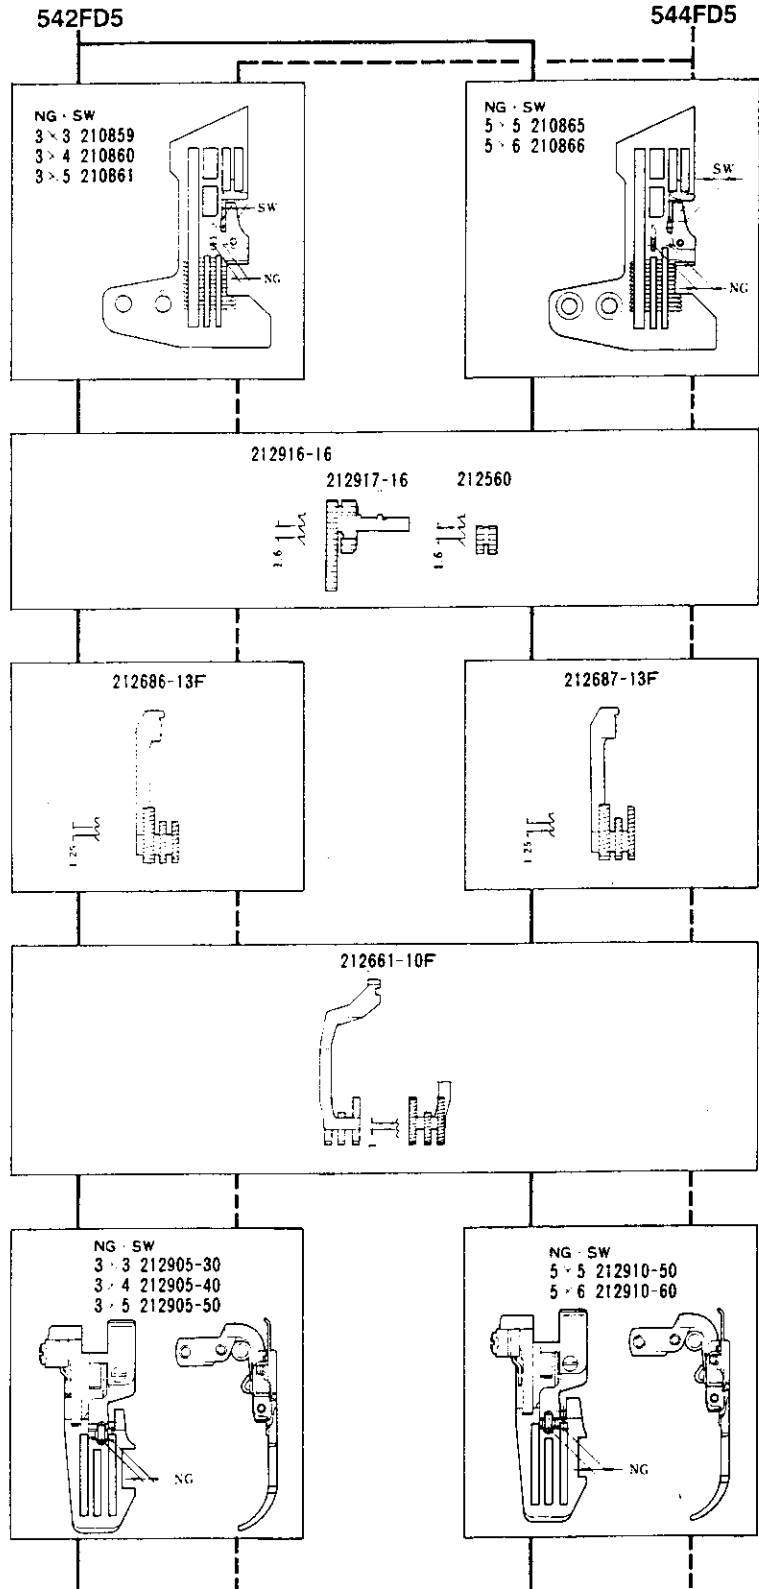 542FD5
544FD5
NG · SW
3 × 3 210859
3 × 4 210860
3 × 5 210861
SW
NG
NG · SW
5 × 5 210865
5 × 6 210866
SW
NG
212916-16
212917-16
212560
1.6
1.6
212686-13F
1.25
212687-13F
1.25
212661-10F
1
NG · SW
3 × 3 212905-30
3 × 4 212905-40
3 × 5 212905-50
NG
NG · SW
5 × 5 212910-50
5 × 6 212910-60
NG